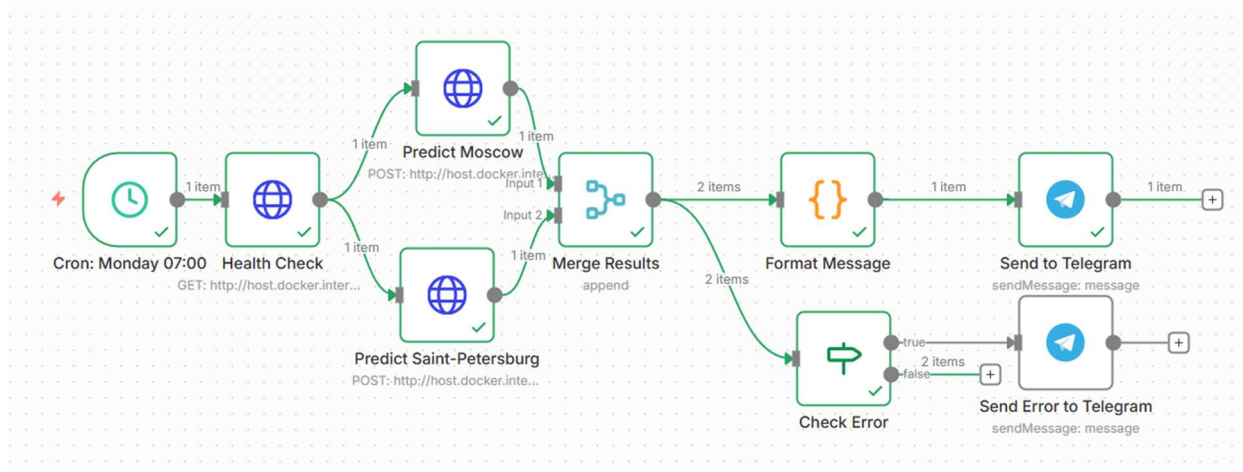 1 item
Predict Moscow
POST: http://host.docker.inte...
1 item
Input 1
1 item
Input 2
2 items
1 item
1 item
Cron: Monday 07:00
Health Check
GET: http://host.docker.inter...
1 item
1 item
Merge Results
append
Format Message
Send to Telegram
sendMessage: message
2 items
Predict Saint-Petersburg
POST: http://host.docker.inte...
true
2 items
false
Check Error
Send Error to Telegram
sendMessage: message